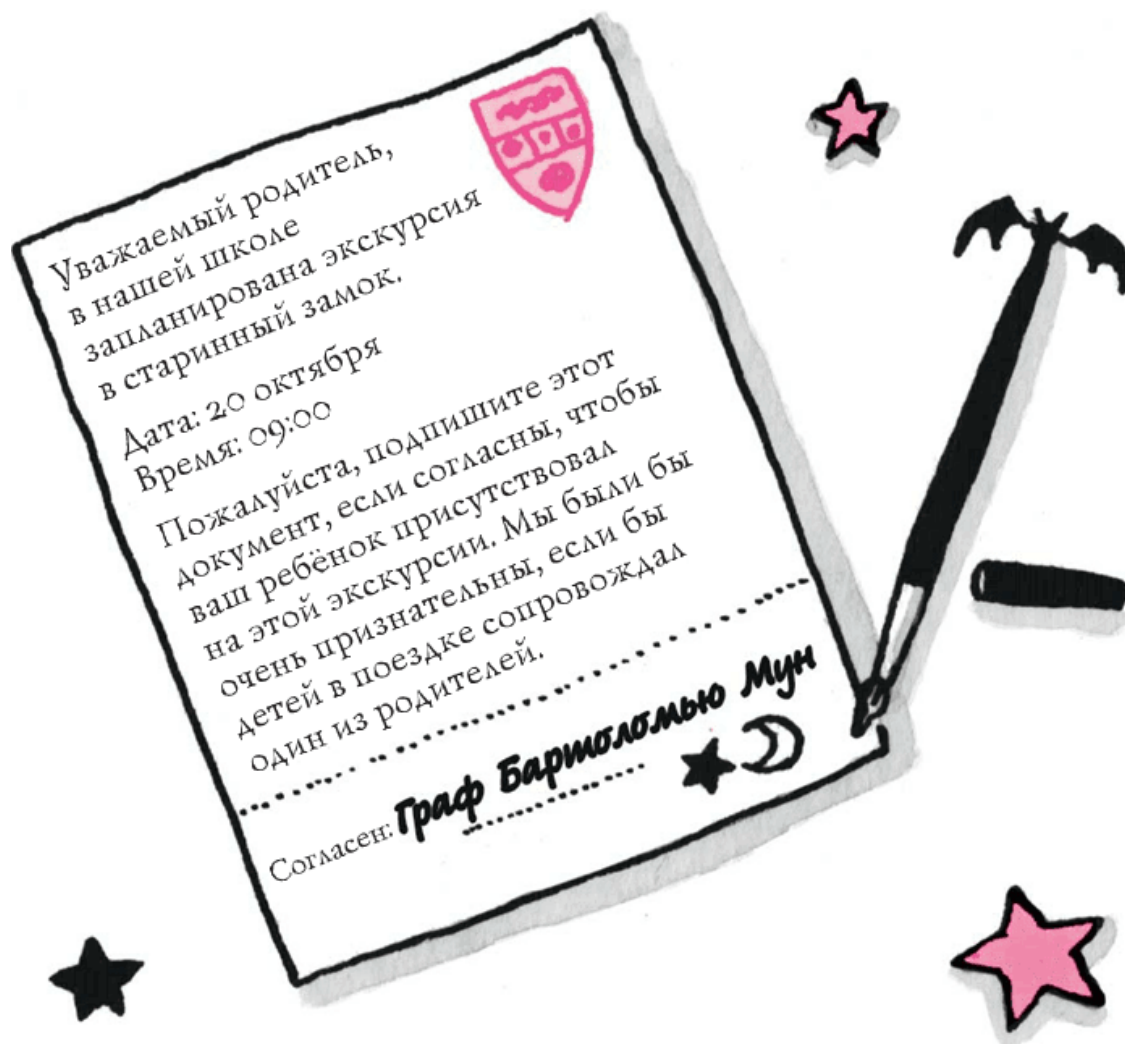 Уважаемый родитель,
в нашей школе
запланирована экскурсия
в старинный замок.
Дата: 20 октября
Время: 09:00
Пожалуйста, подпишите этот
документ, если согласны, чтобы
ваш ребёнок присутствовал
на этой экскурсии. Мы были бы
очень признательны, если бы
детей в поездке сопровождал
один из родителей.
Согласен: Граф Бартоломью Мун